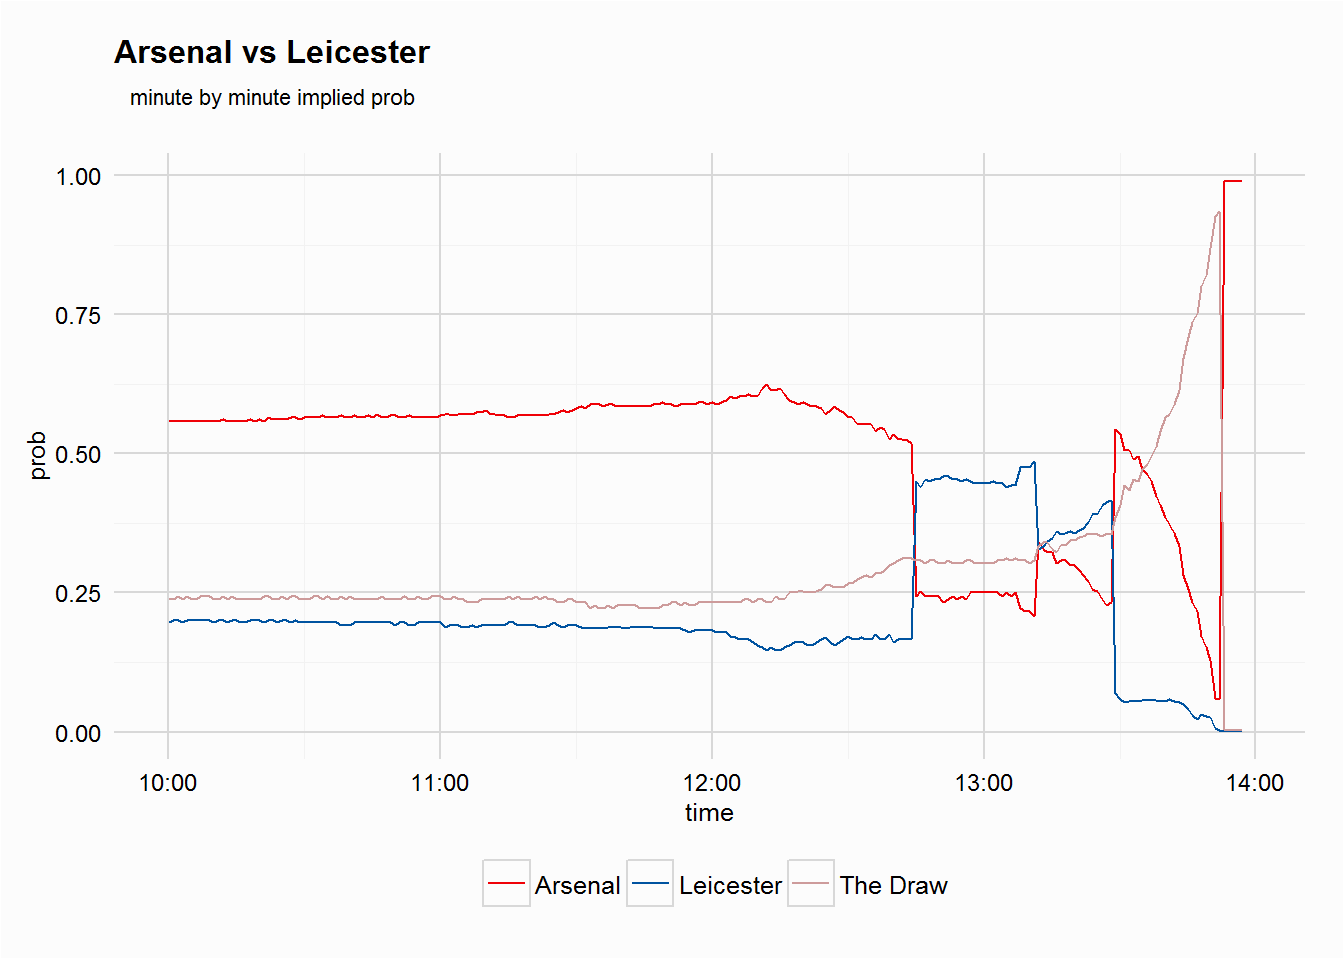 Arsenal vs Leicester
minute by minute implied prob
1.00
0.75
0.50
0.25
0.00
prob
10:00 11:00 12:00 13:00 14:00
time
Arsenal Leicester The Draw